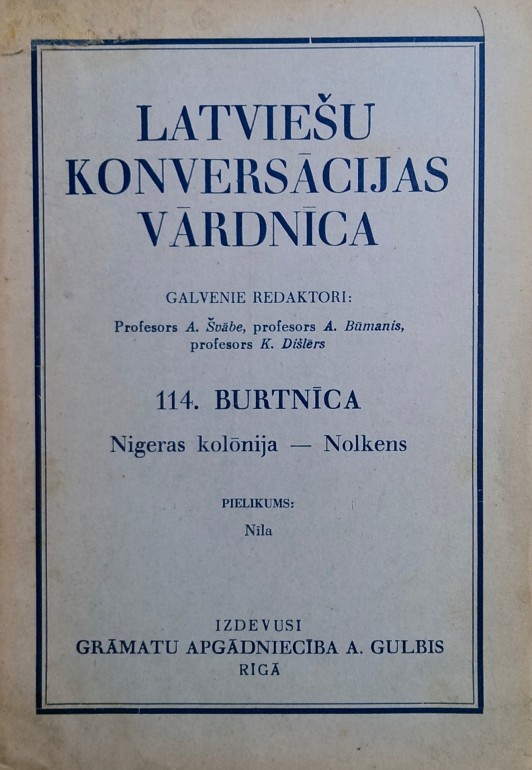 LATVIEŠU
KONVERSĀCIJAS
VĀRDNĪCA
GALVENIE REDAKTORI:
Profesors A. Švābe, profesors A. Būmanis,
profesors K. Dišlērs
114. BURTNĪCA
Nigeras kolōnija — Nolkens
PIELIKUMS:
Nīla
IZDEVUSI
GRĀMATU APGĀDNIECĪBA A. GULBIS
RĪGĀ